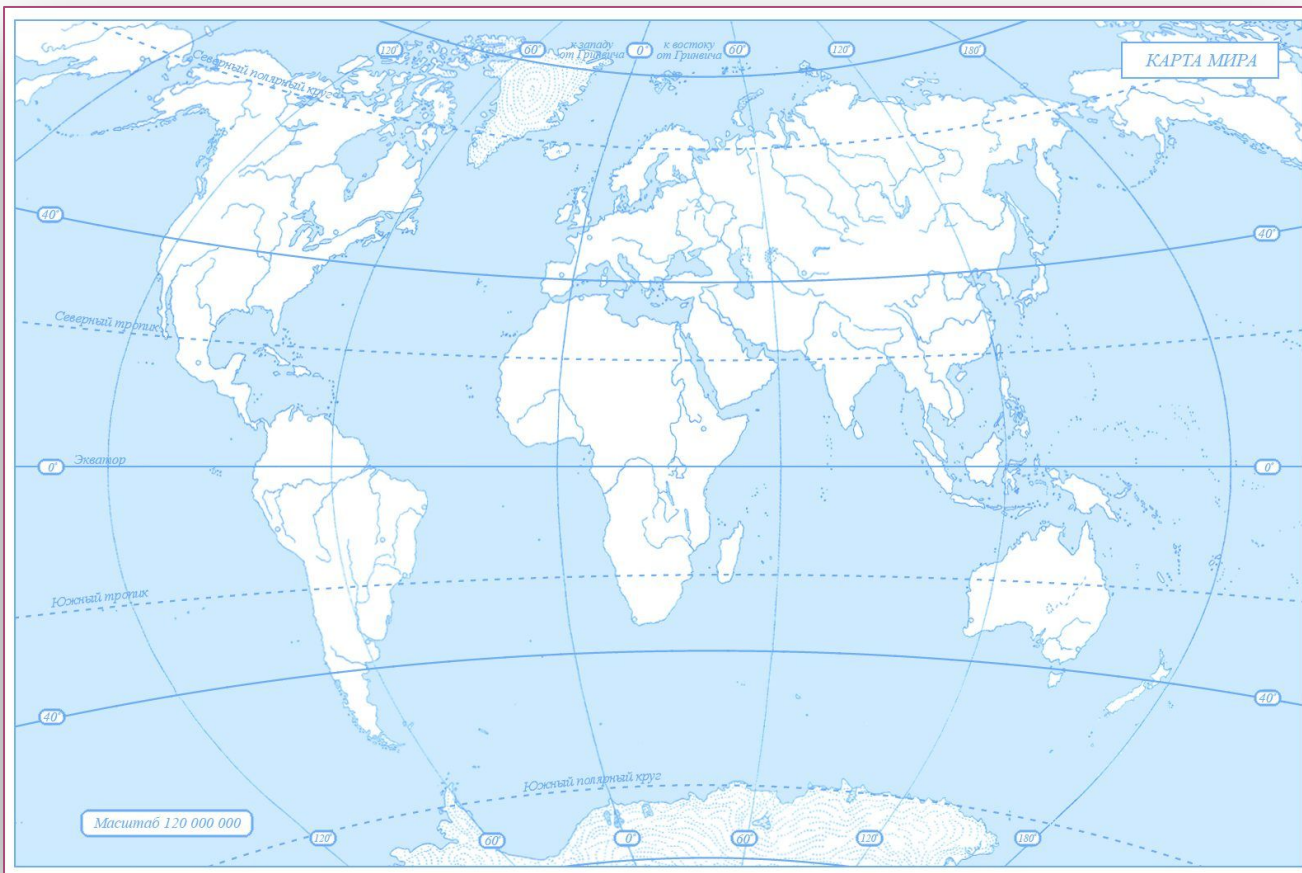 120°
60°
к западу
от Гринвича
0°
к востоку
от Гринвича
60°
120°
180°
КАРТА МИРА
Северный полярный круг
40°
40°
Северный тропик
Экватор
0°
0°
Южный тропик
40°
40°
Южный полярный круг
Масштаб 120 000 000
120°
60°
0°
60°
120°
180°